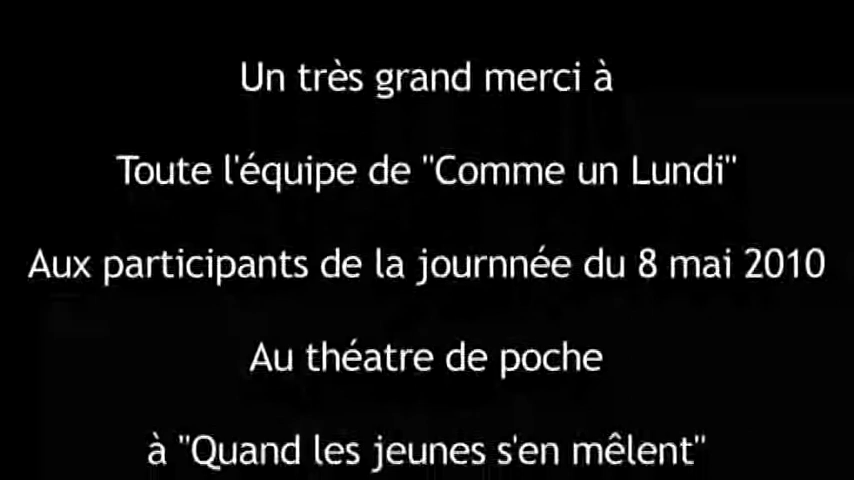 Un très grand merci à
Toute l'équipe de "Comme un Lundi"
Aux participants de la journnée du 8 mai 2010
Au théatre de poche
à "Quand les jeunes s'en mêlent"